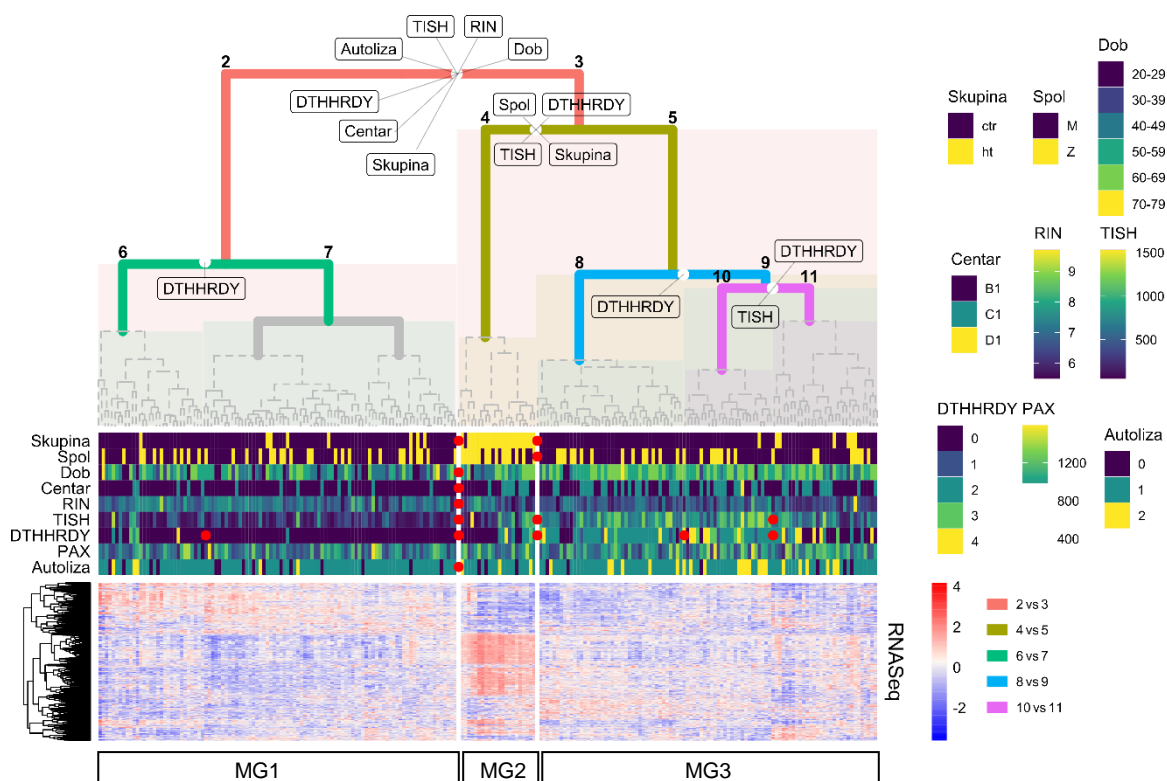 TISH RIN
Autoliza Dob
2 3
DTHHRDY
Centar
Skupina
Spol DTHHRDY
4 5
TISH Skupina
6 7
DTHHRDY
8 9
DTHHRDY
10 11
DTHHRDY
TISH
Skupina
ctr
ht
Spol
M
Z
Dob
20-29
30-39
40-49
50-59
60-69
70-79
Centar
B1
C1
D1
RIN
9
8
7
6
TISH
1500
1000
500
DTHHRDY
0
1
2
3
4
PAX
1200
800
400
Autoliza
0
1
2
Skupina
Spol
Dob
Centar
RIN
TISH
DTHHRDY
PAX
Autoliza
RNASeq
4
2
0
-2
2 vs 3
4 vs 5
6 vs 7
8 vs 9
10 vs 11
MG1 MG2 MG3